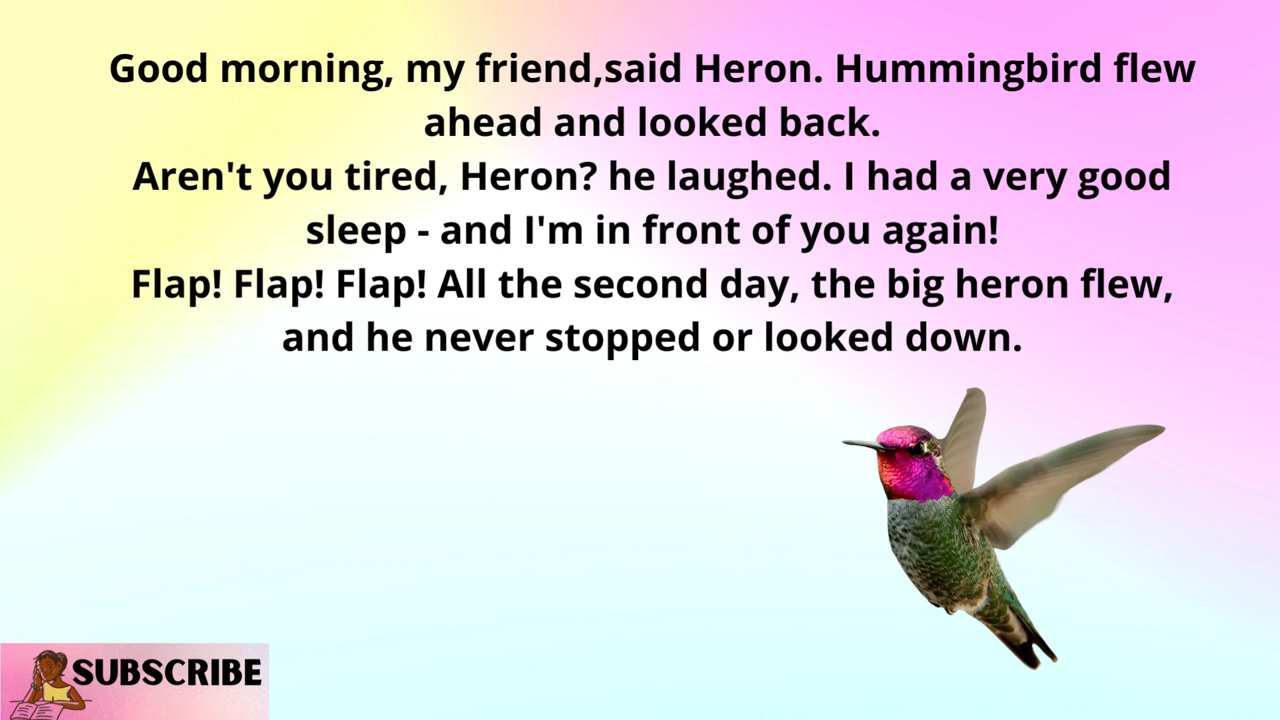 Good morning, my friend,said Heron. Hummingbird flew
ahead and looked back.
Aren't you tired, Heron? he laughed. I had a very good
sleep - and I'm in front of you again!
Flap! Flap! Flap! All the second day, the big heron flew,
and he never stopped or looked down.
SUBSCRIBE